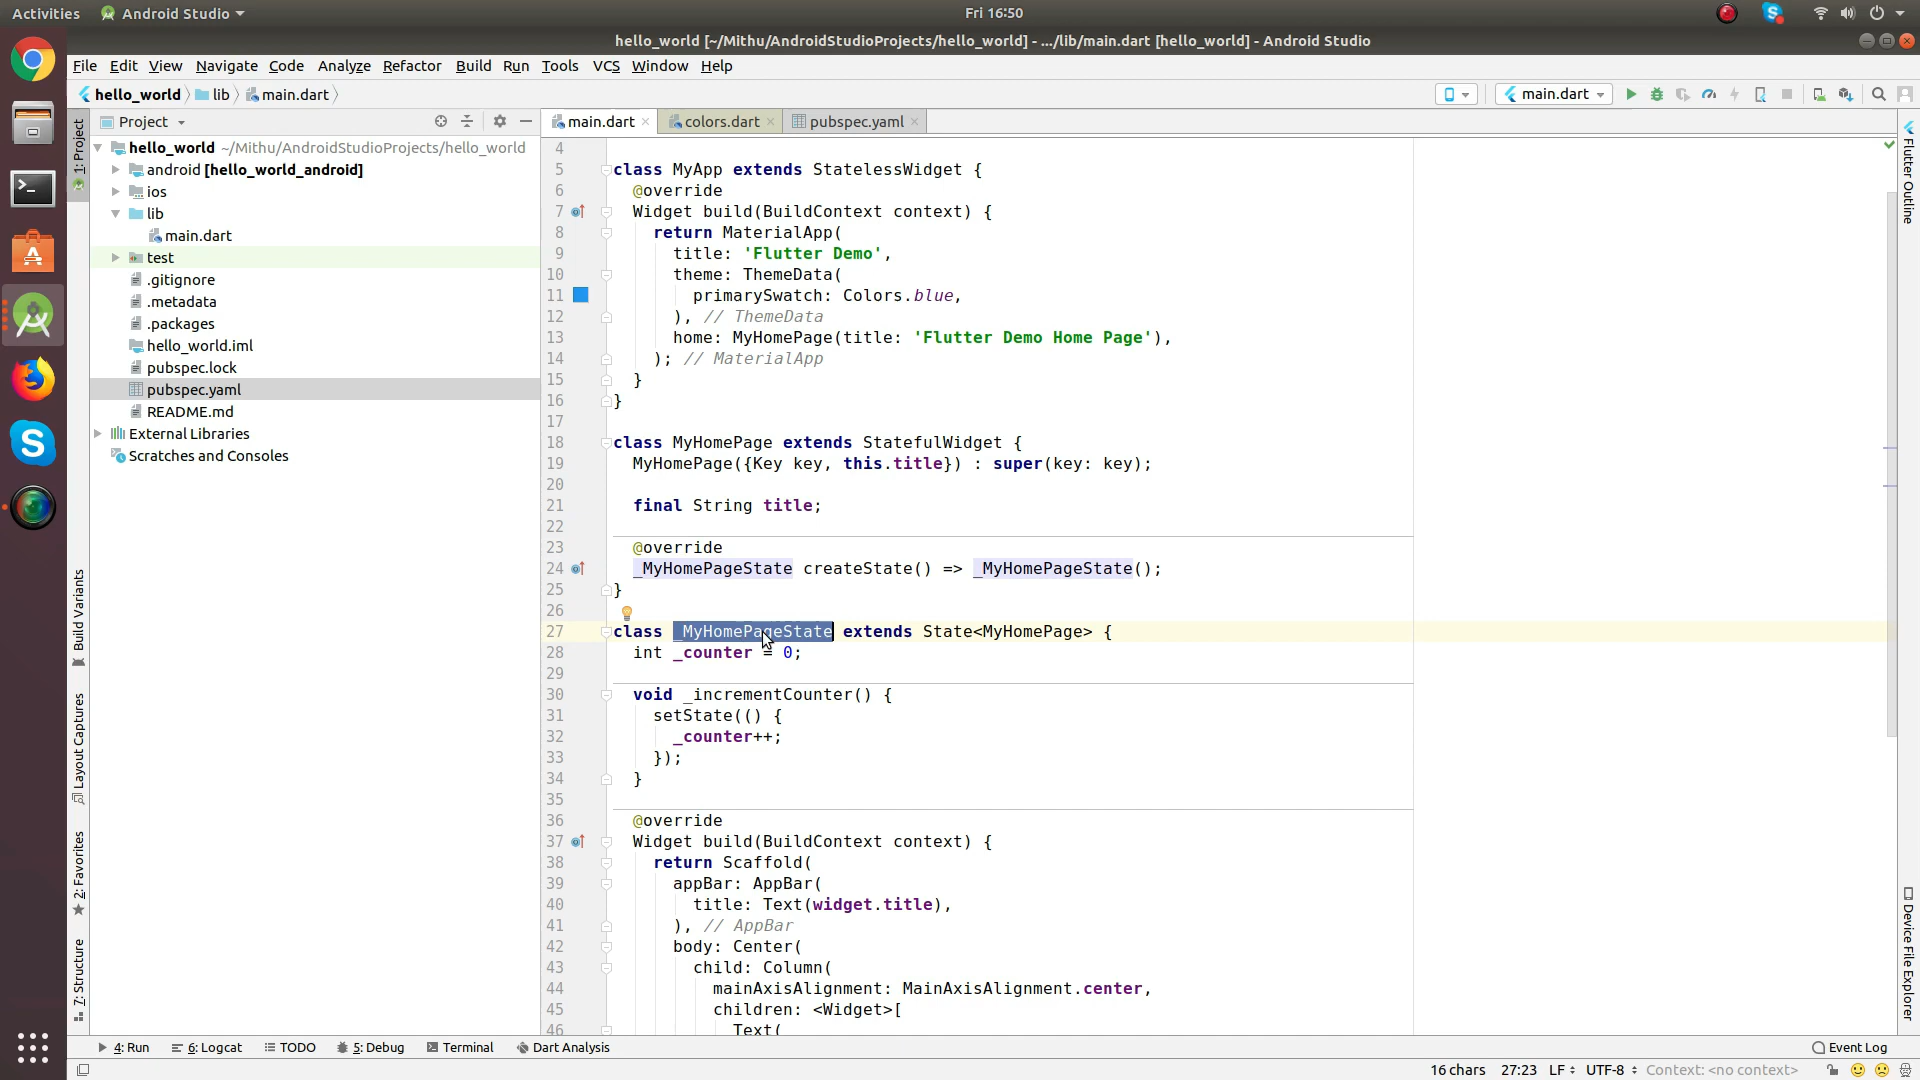 Activities Android Studio Fri 16:50
hello_world [~/Mithu/AndroidStudioProjects/hello_world] - .../lib/main.dart [hello_world] - Android Studio
File Edit View Navigate Code Analyze Refactor Build Run Tools VCS Window Help
hello_world lib main.dart main.dart
Project main.dart colors.dart pubspec.yaml
hello_world ~/Mithu/AndroidStudioProjects/hello_world
android [hello_world_android]
ios
lib
main.dart
test
.gitignore
.metadata
.packages
hello_world.iml
pubspec.lock
pubspec.yaml
README.md
External Libraries
Scratches and Consoles
1: Project
Build Variants
Layout Captures
2: Favorites
7: Structure
4
5 class MyApp extends StatelessWidget {
6 @override
7 Widget build(BuildContext context) {
8 return MaterialApp(
9 title: 'Flutter Demo',
10 theme: ThemeData(
11 primarySwatch: Colors.blue,
12 ), // ThemeData
13 home: MyHomePage(title: 'Flutter Demo Home Page'),
14 ); // MaterialApp
15 }
16 }
17
18 class MyHomePage extends StatefulWidget {
19 MyHomePage({Key key, this.title}) : super(key: key);
20
21 final String title;
22
23 @override
24 _MyHomePageState createState() => _MyHomePageState();
25 }
26
27 class _MyHomePageState extends State<MyHomePage> {
28 int _counter = 0;
29
30 void _incrementCounter() {
31 setState(() {
32 _counter++;
33 });
34 }
35
36 @override
37 Widget build(BuildContext context) {
38 return Scaffold(
39 appBar: AppBar(
40 title: Text(widget.title),
41 ), // AppBar
42 body: Center(
43 child: Column(
44 mainAxisAlignment: MainAxisAlignment.center,
45 children: <Widget>[
46 Text(
Flutter Outline
Device File Explorer
4: Run 6: Logcat TODO 5: Debug Terminal Dart Analysis Event Log
16 chars 27:23 LF UTF-8 Context: <no context>